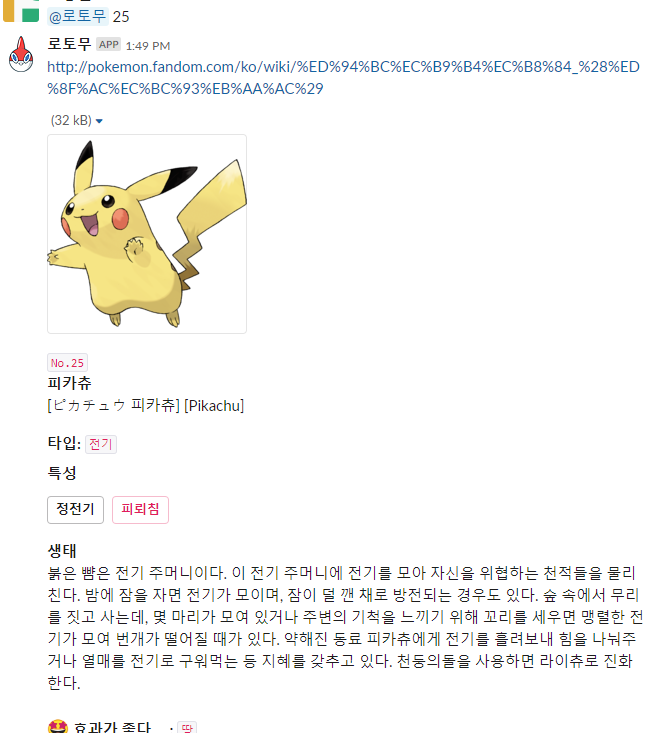 @로토무 25
로토무 APP 1:49 PM
http://pokemon.fandom.com/ko/wiki/%ED%94%BC%EC%B9%B4%EC%B8%84_%28%ED
%8F%AC%EC%BC%93%EB%AA%AC%29
(32 kB)
No.25
피카츄
[ピカチュウ 피카츄] [Pikachu]
타입: 전기
특성
정전기 피뢰침
생태
붉은 뺨은 전기 주머니이다. 이 전기 주머니에 전기를 모아 자신을 위협하는 천적들을 물리
친다. 밤에 잠을 자면 전기가 모이며, 잠이 덜 깬 채로 방전되는 경우도 있다. 숲 속에서 무리
를 짓고 사는데, 몇 마리가 모여 있거나 주변의 기척을 느끼기 위해 꼬리를 세우면 맹렬한 전
기가 모여 번개가 떨어질 때가 있다. 약해진 동료 피카츄에게 전기를 흘려보내 힘을 나눠주
거나 열매를 전기로 구워먹는 등 지혜를 갖추고 있다. 천둥의돌을 사용하면 라이츄로 진화
한다.
효과가 좋다 : 땅